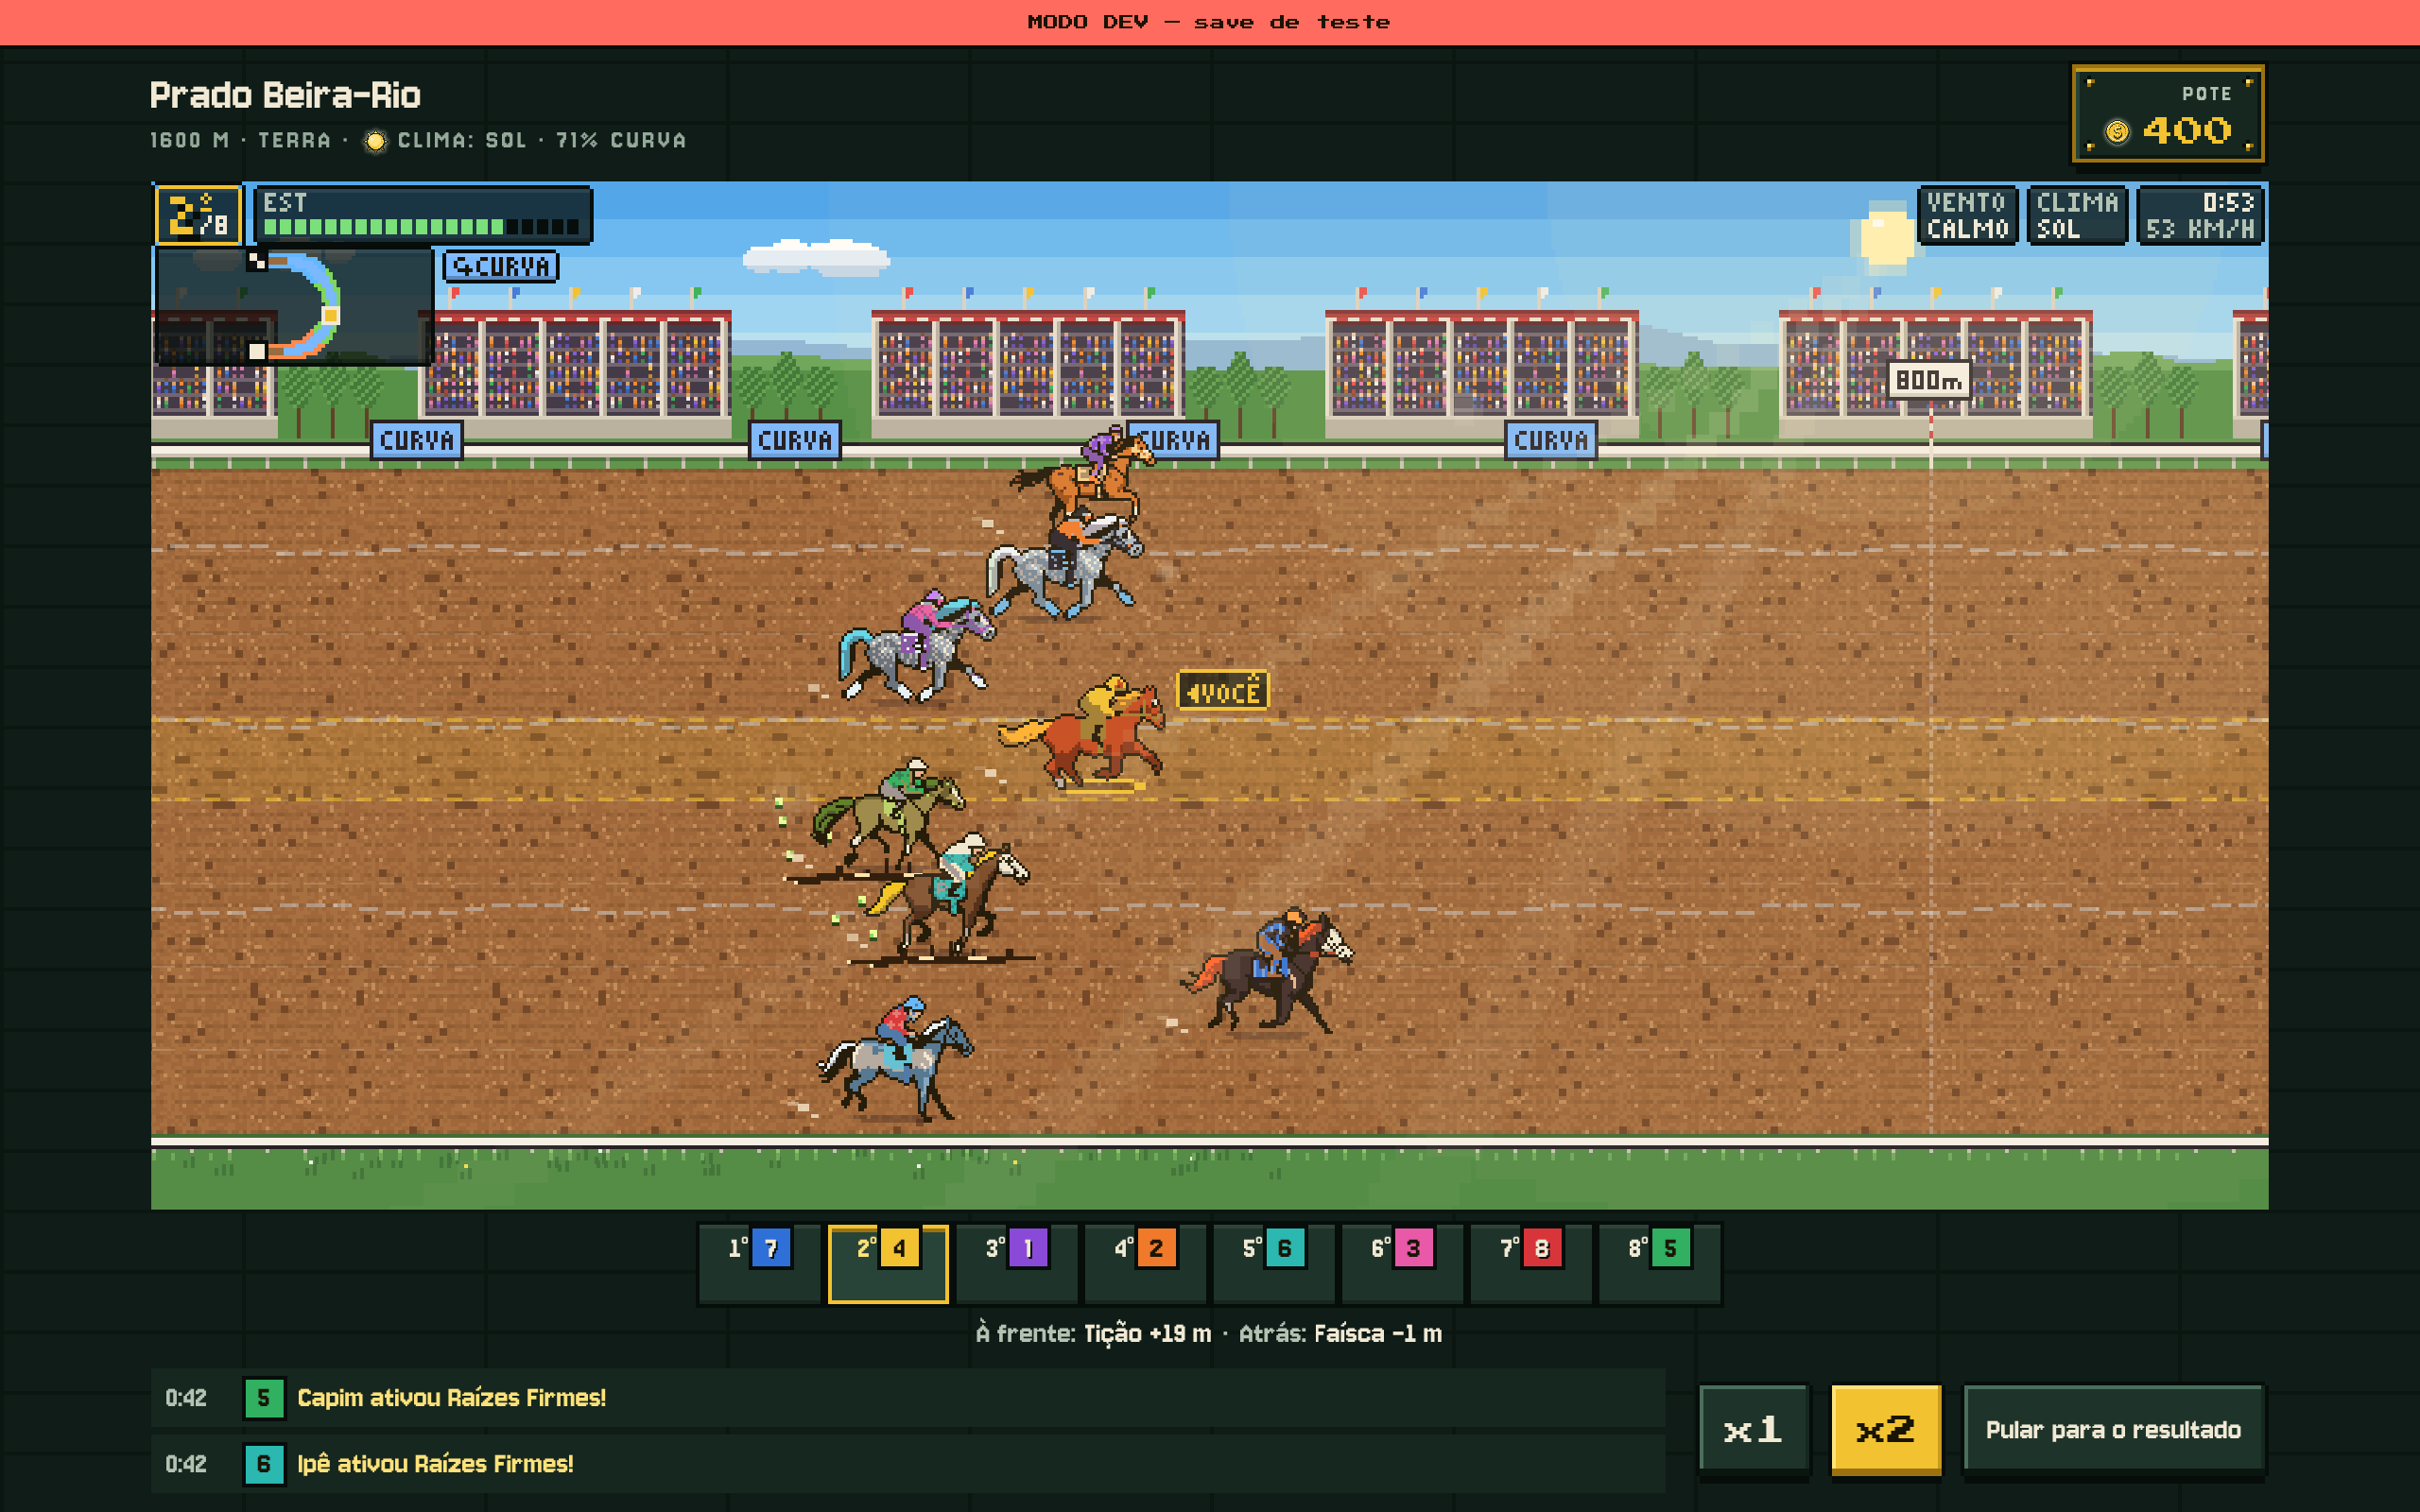 MODO DEV — save de teste
Prado Beira-Rio
1600 M · TERRA · CLIMA: SOL · 71% CURVA
POTE
400
2º/8
EST
CURVA
VENTO
CALMO
CLIMA
SOL
0:53
53 KM/H
800m
CURVA
CURVA
CURVA
CURVA
VOCÊ
1º 7
2º 4
3º 1
4º 2
5º 6
6º 3
7º 8
8º 5
À frente: Tição +19 m · Atrás: Faísca -1 m
0:42 5 Capim ativou Raízes Firmes!
0:42 6 Ipê ativou Raízes Firmes!
x1
x2
Pular para o resultado